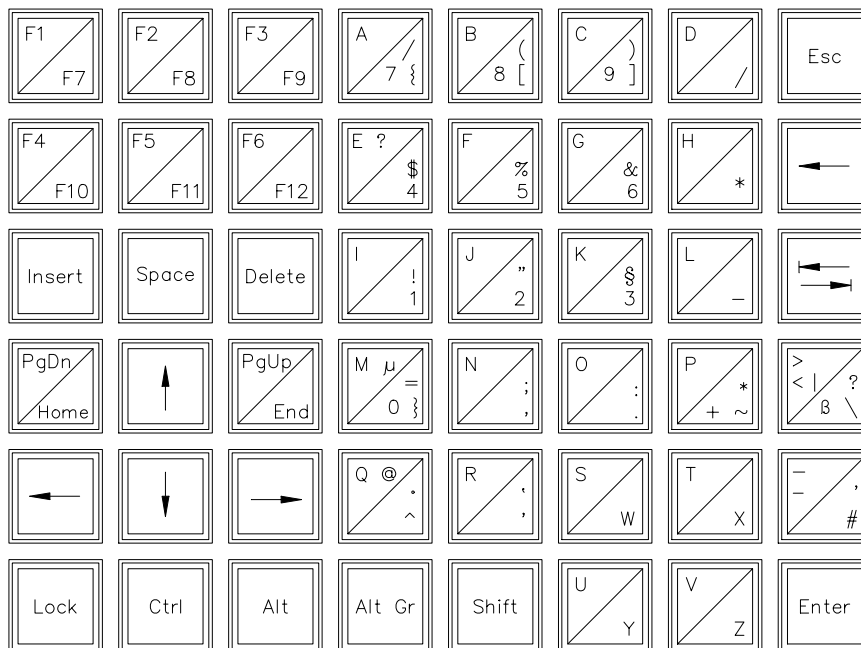 F1 F2 F3 A / B ( C ) D Esc
F7 F8 F9 7 { 8 [ 9 ] /
F4 F5 F6 E ? $ F % G & H
F10 F11 F12 4 5 6 *
Insert Space Delete I ! J " K § L
1 2 3 –
PgDn PgUp M µ = N ; O : P * > < | ?
Home End 0 } , . + ~ ß \
Q @ ° R ‛ S T – ’
^ ’ W X – #
Lock Ctrl Alt Alt Gr Shift U V Enter
Y Z